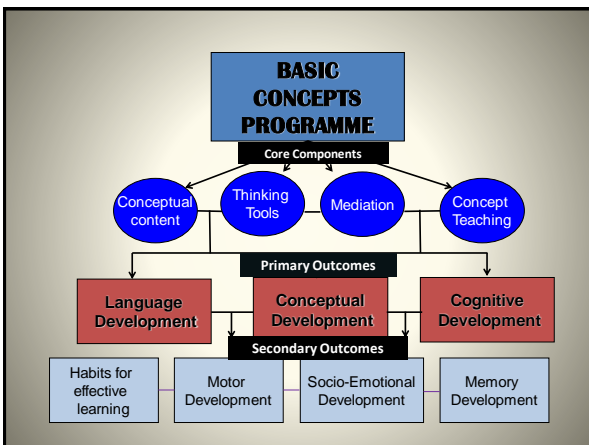 BASIC
CONCEPTS
PROGRAMME
Core Components
Conceptual
content
Thinking
Tools
Mediation
Concept
Teaching
Primary Outcomes
Language
Development
Conceptual
Development
Cognitive
Development
Secondary Outcomes
Habits for
effective
learning
Motor
Development
Socio-Emotional
Development
Memory
Development